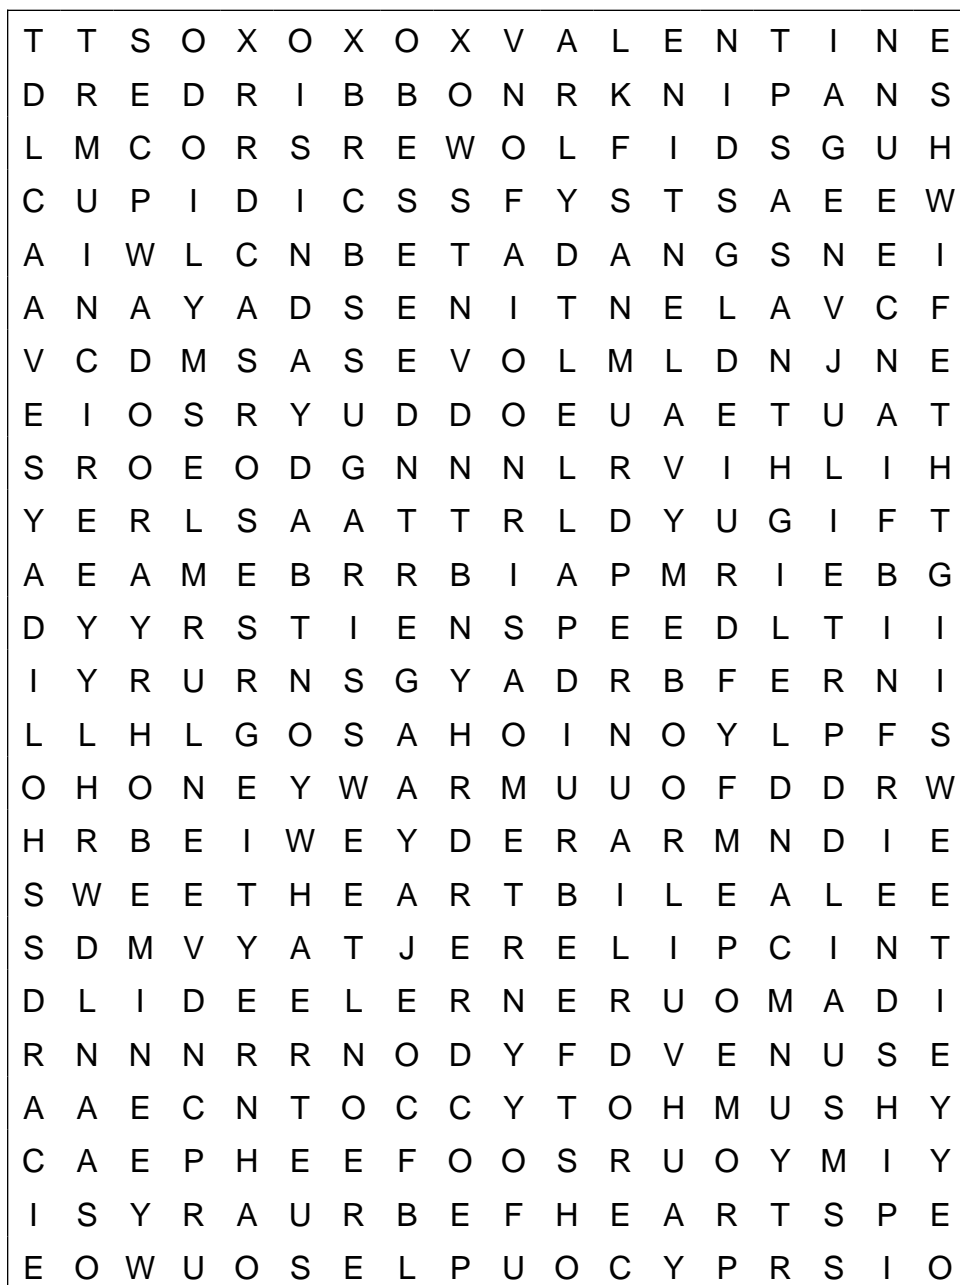 T T S O X O X O X V A L E N T I N E
D R E D R I B B O N R K N I P A N S
L M C O R S R E W O L F I D S G U H
C U P I D I C S S F Y S T S A E E W
A I W L C N B E T A D A N G S N E I
A N A Y A D S E N I T N E L A V C F
V C D M S A S E V O L M L D N J N E
E I O S R Y U D D O E U A E T U A T
S R O E O D G N N N L R V I H L I H
Y E R L S A A T T R L D Y U G I F T
A E A M E B R R B I A P M R I E B G
D Y Y R S T I E N S P E E D L T I I
I Y R U R N S G Y A D R B F E R N I
L L H L G O S A H O I N O Y L P F S
O H O N E Y W A R M U U O F D D R W
H R B E I W E Y D E R A R M N D I E
S W E E T H E A R T B I L E A L E E
S D M V Y A T J E R E L I P C I N T
D L I D E E L E R N E R U O M A D I
R N N N R R N O D Y F D V E N U S E
A A E C N T O C C Y T O H M U S H Y
C A E P H E E F O O S R U O Y M I Y
I S Y R A U R B E F H E A R T S P E
E O W U O S E L P U O C Y P R S I O